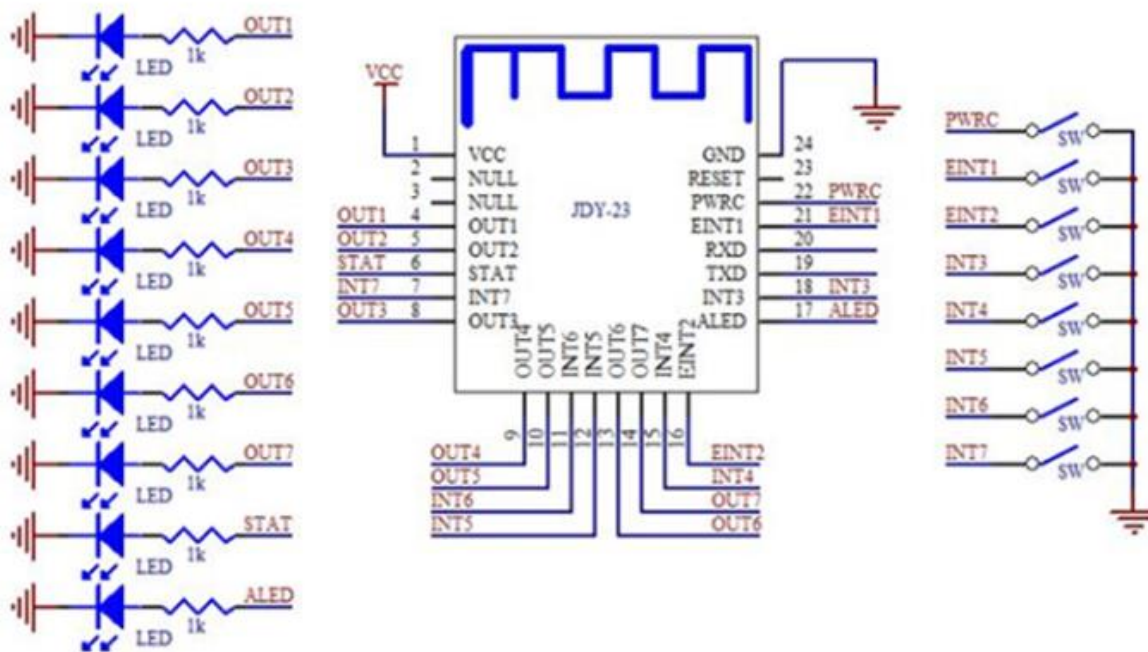 OUT1
LED
1k
OUT2
LED
1k
OUT3
LED
1k
OUT4
LED
1k
OUT5
LED
1k
OUT6
LED
1k
OUT7
LED
1k
STAT
LED
1k
ALED
LED
1k
VCC
1 VCC
2 NULL
3 NULL
OUT1 4 OUT1
OUT2 5 OUT2
STAT 6 STAT
INT7 7 INT7
OUT3 8 OUT3
JDY-23
GND 24
RESET 23
PWRC 22 PWRC
EINT1 21 EINT1
RXD 20
TXD 19
INT3 18 INT3
ALED 17 ALED
OUT4 OUT5 INT6 INT5 OUT6 OUT7 INT4 EINT2
9 10 11 12 13 14 15 16
OUT4 EINT2
OUT5 INT4
INT6 OUT7
INT5 OUT6
PWRC SW
EINT1 SW
EINT2 SW
INT3 SW
INT4 SW
INT5 SW
INT6 SW
INT7 SW